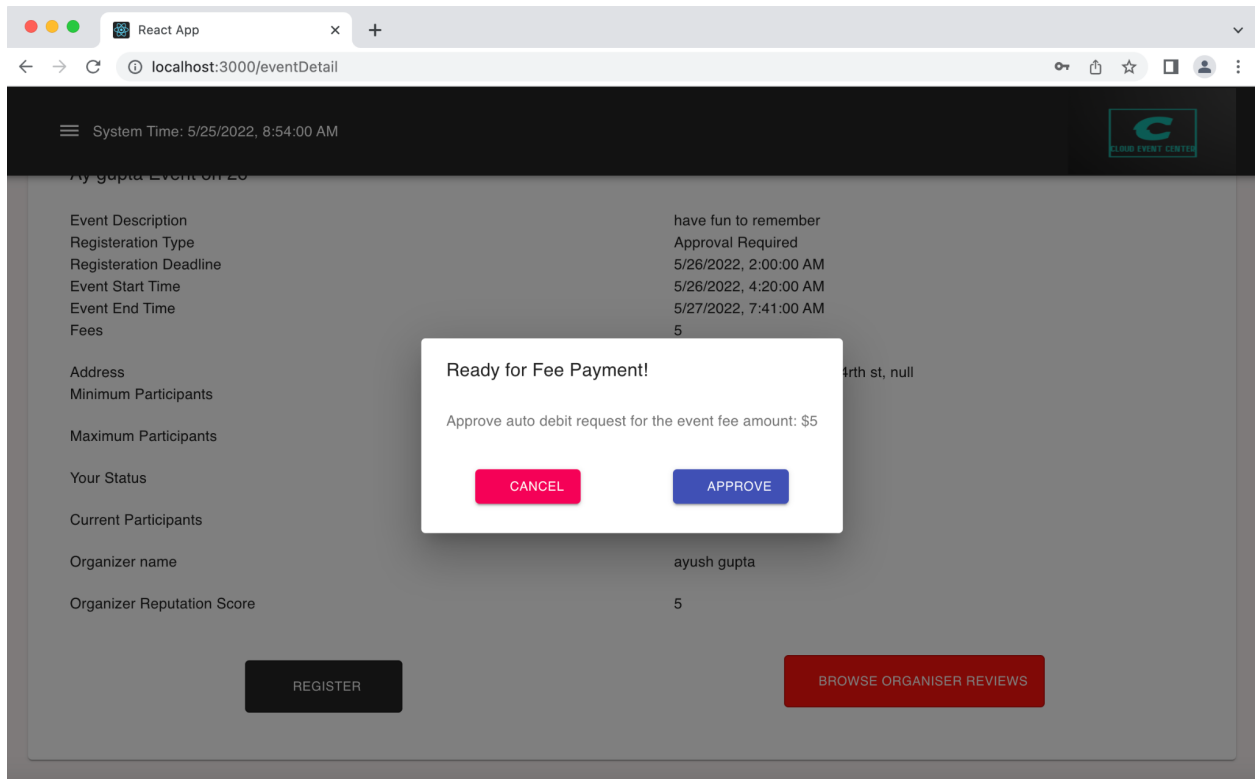 React App
localhost:3000/eventDetail
System Time: 5/25/2022, 8:54:00 AM
CLOUD EVENT CENTER
Ay gupta Event on 26
Event Description have fun to remember
Registeration Type Approval Required
Registeration Deadline 5/26/2022, 2:00:00 AM
Event Start Time 5/26/2022, 4:20:00 AM
Event End Time 5/27/2022, 7:41:00 AM
Fees 5
Address 4rth st, null
Minimum Participants
Maximum Participants
Your Status
Current Participants
Organizer name ayush gupta
Organizer Reputation Score 5
Ready for Fee Payment!
Approve auto debit request for the event fee amount: $5
CANCEL APPROVE
REGISTER BROWSE ORGANISER REVIEWS